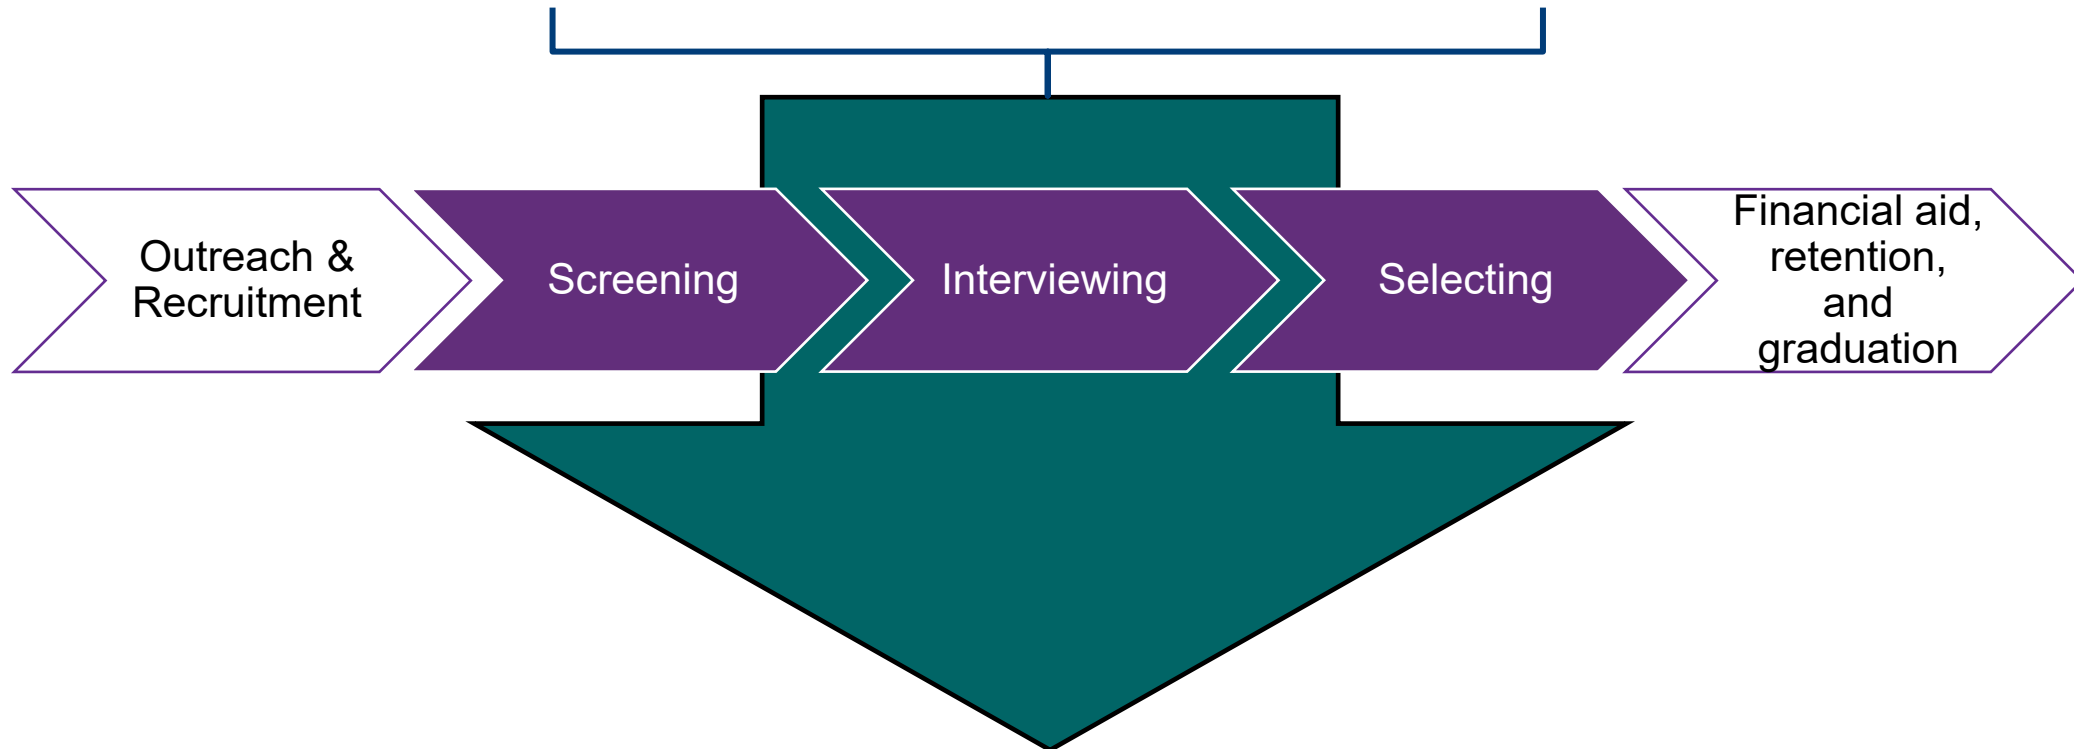 Outreach &
Recruitment
Screening
Interviewing
Selecting
Financial aid,
retention,
and
graduation